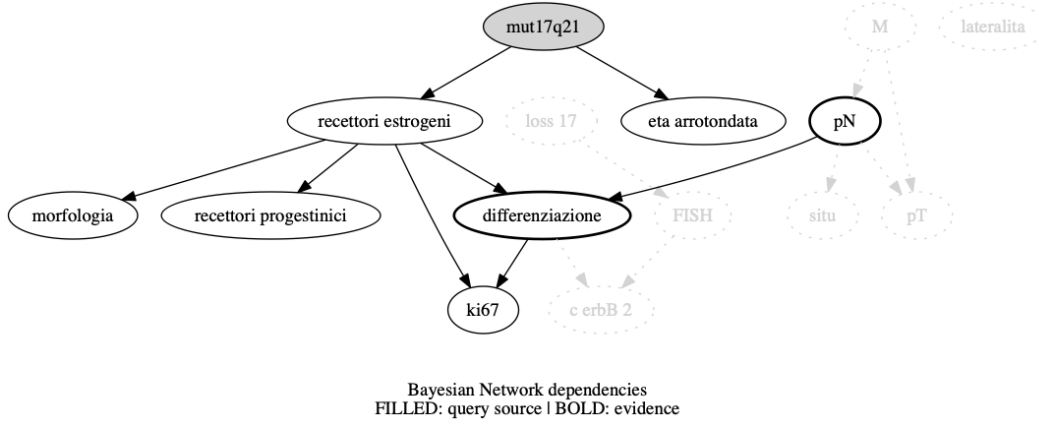 mut17q21
M
lateralita
recettori estrogeni
loss 17
eta arrotondata
pN
morfologia
recettori progestinici
differenziazione
FISH
situ
pT
ki67
c erbB 2
Bayesian Network dependencies
FILLED: query source | BOLD: evidence